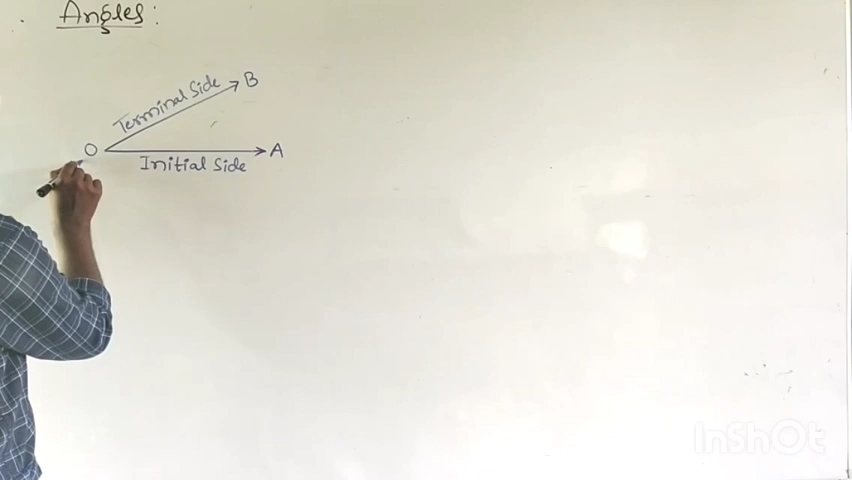 Angles:
Terminal Side B
O A
Initial Side
InShOt